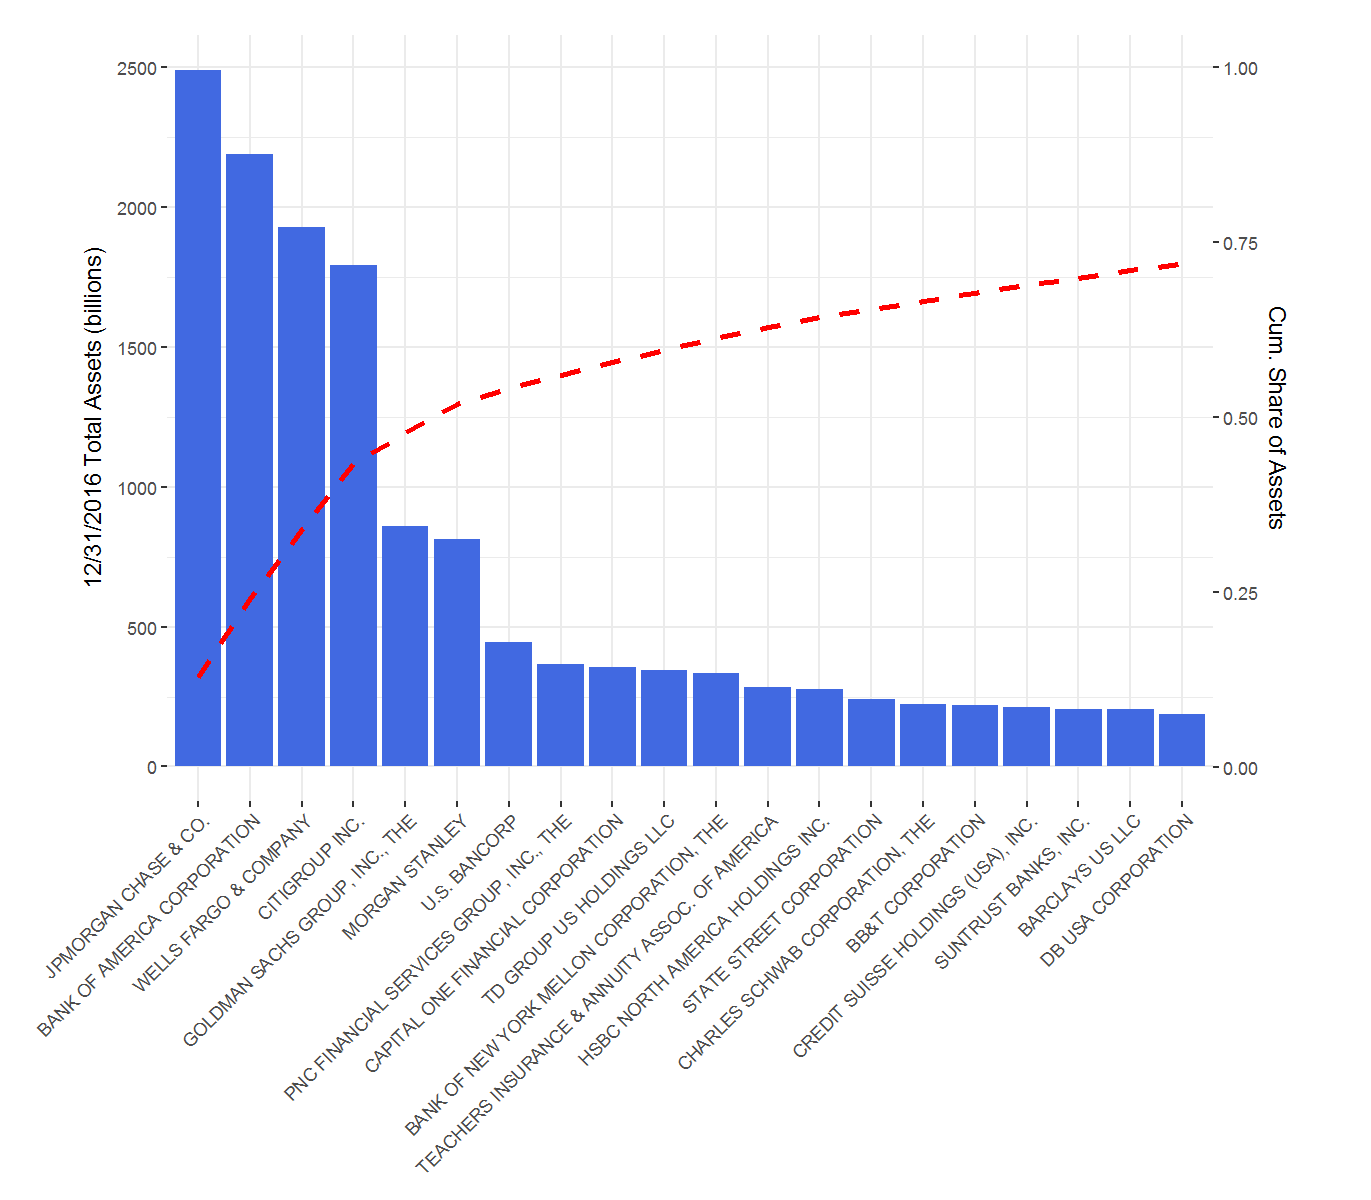 2500
2000
1500
1000
500
0
12/31/2016 Total Assets (billions)
1.00
0.75
0.50
0.25
0.00
Cum. Share of Assets
JPMORGAN CHASE & CO.
BANK OF AMERICA CORPORATION
WELLS FARGO & COMPANY
CITIGROUP INC.
GOLDMAN SACHS GROUP, INC., THE
MORGAN STANLEY
U.S. BANCORP
PNC FINANCIAL SERVICES GROUP, INC., THE
CAPITAL ONE FINANCIAL CORPORATION
TD GROUP US HOLDINGS LLC
BANK OF NEW YORK MELLON CORPORATION, THE
TEACHERS INSURANCE & ANNUITY ASSOC. OF AMERICA
HSBC NORTH AMERICA HOLDINGS INC.
STATE STREET CORPORATION
CHARLES SCHWAB CORPORATION, THE
BB&T CORPORATION
CREDIT SUISSE HOLDINGS (USA), INC.
SUNTRUST BANKS, INC.
BARCLAYS US LLC
DB USA CORPORATION